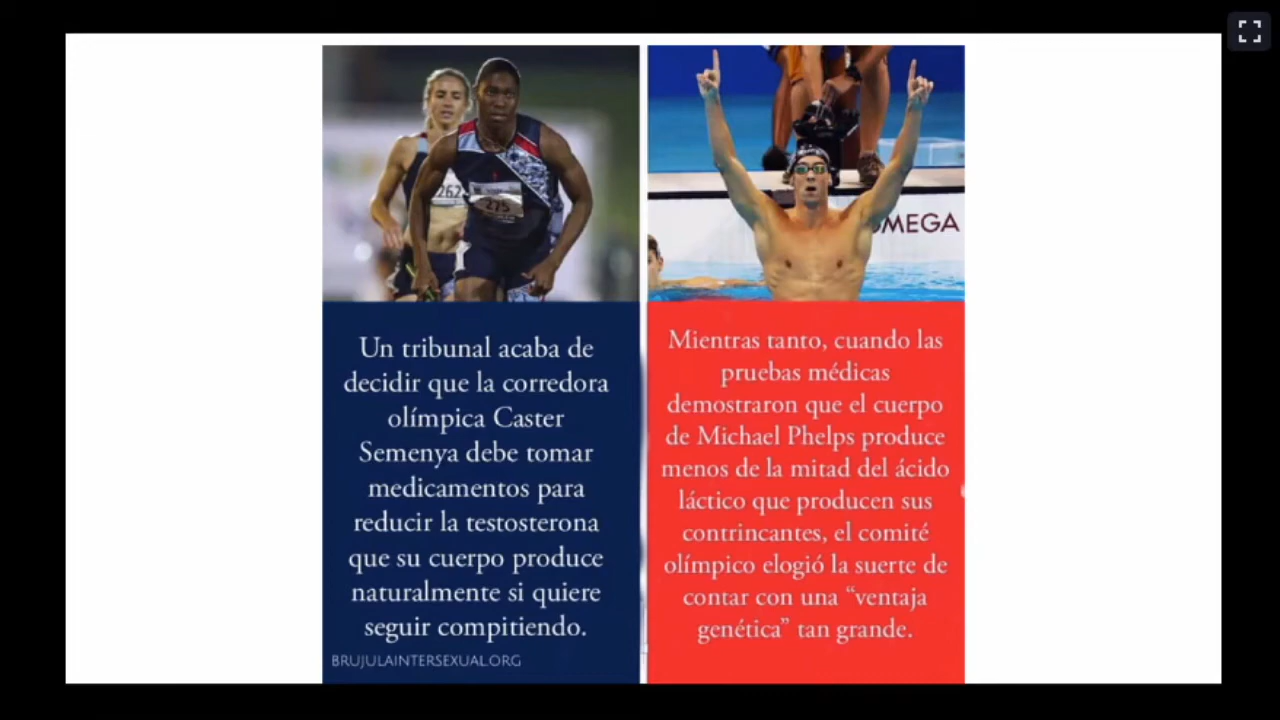 262
275
OMEGA
Un tribunal acaba de
decidir que la corredora
olímpica Caster
Semenya debe tomar
medicamentos para
reducir la testosterona
que su cuerpo produce
naturalmente si quiere
seguir compitiendo.
BRUJULAINTERSEXUAL.ORG
Mientras tanto, cuando las
pruebas médicas
demostraron que el cuerpo
de Michael Phelps produce
menos de la mitad del ácido
láctico que producen sus
contrincantes, el comité
olímpico elogió la suerte de
contar con una “ventaja
genética” tan grande.